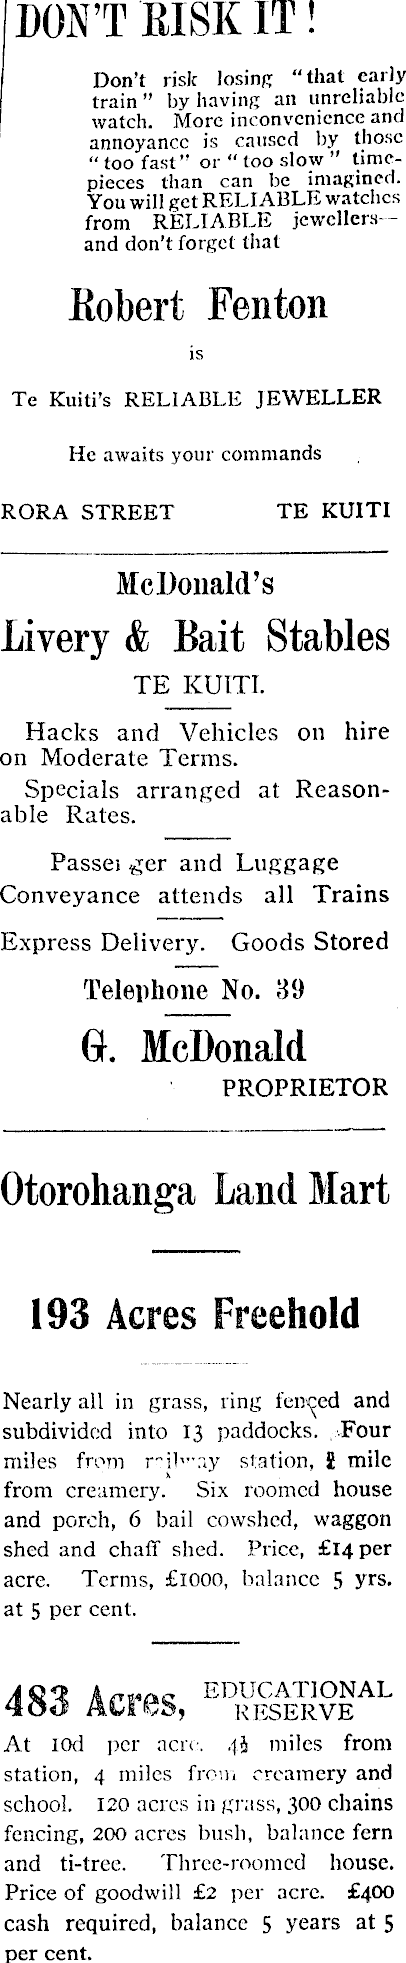 DON'T RISK IT!
Don't risk losing "that early
train" by having an unreliable
watch. More inconvenience and
annoyance is caused by those
"too fast" or "too slow" time-
pieces than can be imagined.
You will get RELIABLE watches
from RELIABLE jewellers—
and don't forget that
Robert Fenton
is
Te Kuiti's RELIABLE JEWELLER
He awaits your commands
RORA STREET TE KUITI
McDonald's
Livery & Bait Stables
TE KUITI.
Hacks and Vehicles on hire
on Moderate Terms.
Specials arranged at Reason-
able Rates.
Passenger and Luggage
Conveyance attends all Trains
Express Delivery. Goods Stored
Telephone No. 39
G. McDonald
PROPRIETOR
Otorohanga Land Mart
193 Acres Freehold
Nearly all in grass, ring fenced and
subdivided into 13 paddocks. Four
miles from railway station, mile
from creamery. Six roomed house
and porch, 6 bail cowshed, waggon
shed and chaff shed. Price, £14 per
acre. Terms, £1000, balance 5 yrs.
at 5 per cent.
483 Acres, EDUCATIONAL
RESERVE
At 10d per acre. 4½ miles from
station, 4 miles from creamery and
school. 120 acres in grass, 300 chains
fencing, 200 acres bush, balance fern
and ti-tree. Three-roomed house.
Price of goodwill £2 per acre. £400
cash required, balance 5 years at 5
per cent.